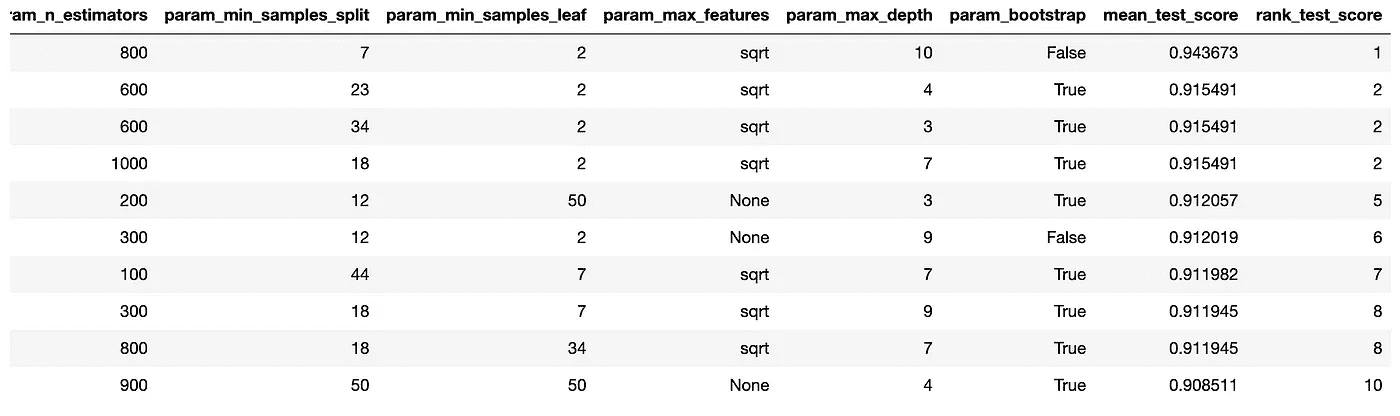 ram_n_estimators param_min_samples_split param_min_samples_leaf param_max_features param_max_depth param_bootstrap mean_test_score rank_test_score
800 7 2 sqrt 10 False 0.943673 1
600 23 2 sqrt 4 True 0.915491 2
600 34 2 sqrt 3 True 0.915491 2
1000 18 2 sqrt 7 True 0.915491 2
200 12 50 None 3 True 0.912057 5
300 12 2 None 9 False 0.912019 6
100 44 7 sqrt 7 True 0.911982 7
300 18 7 sqrt 9 True 0.911945 8
800 18 34 sqrt 7 True 0.911945 8
900 50 50 None 4 True 0.908511 10